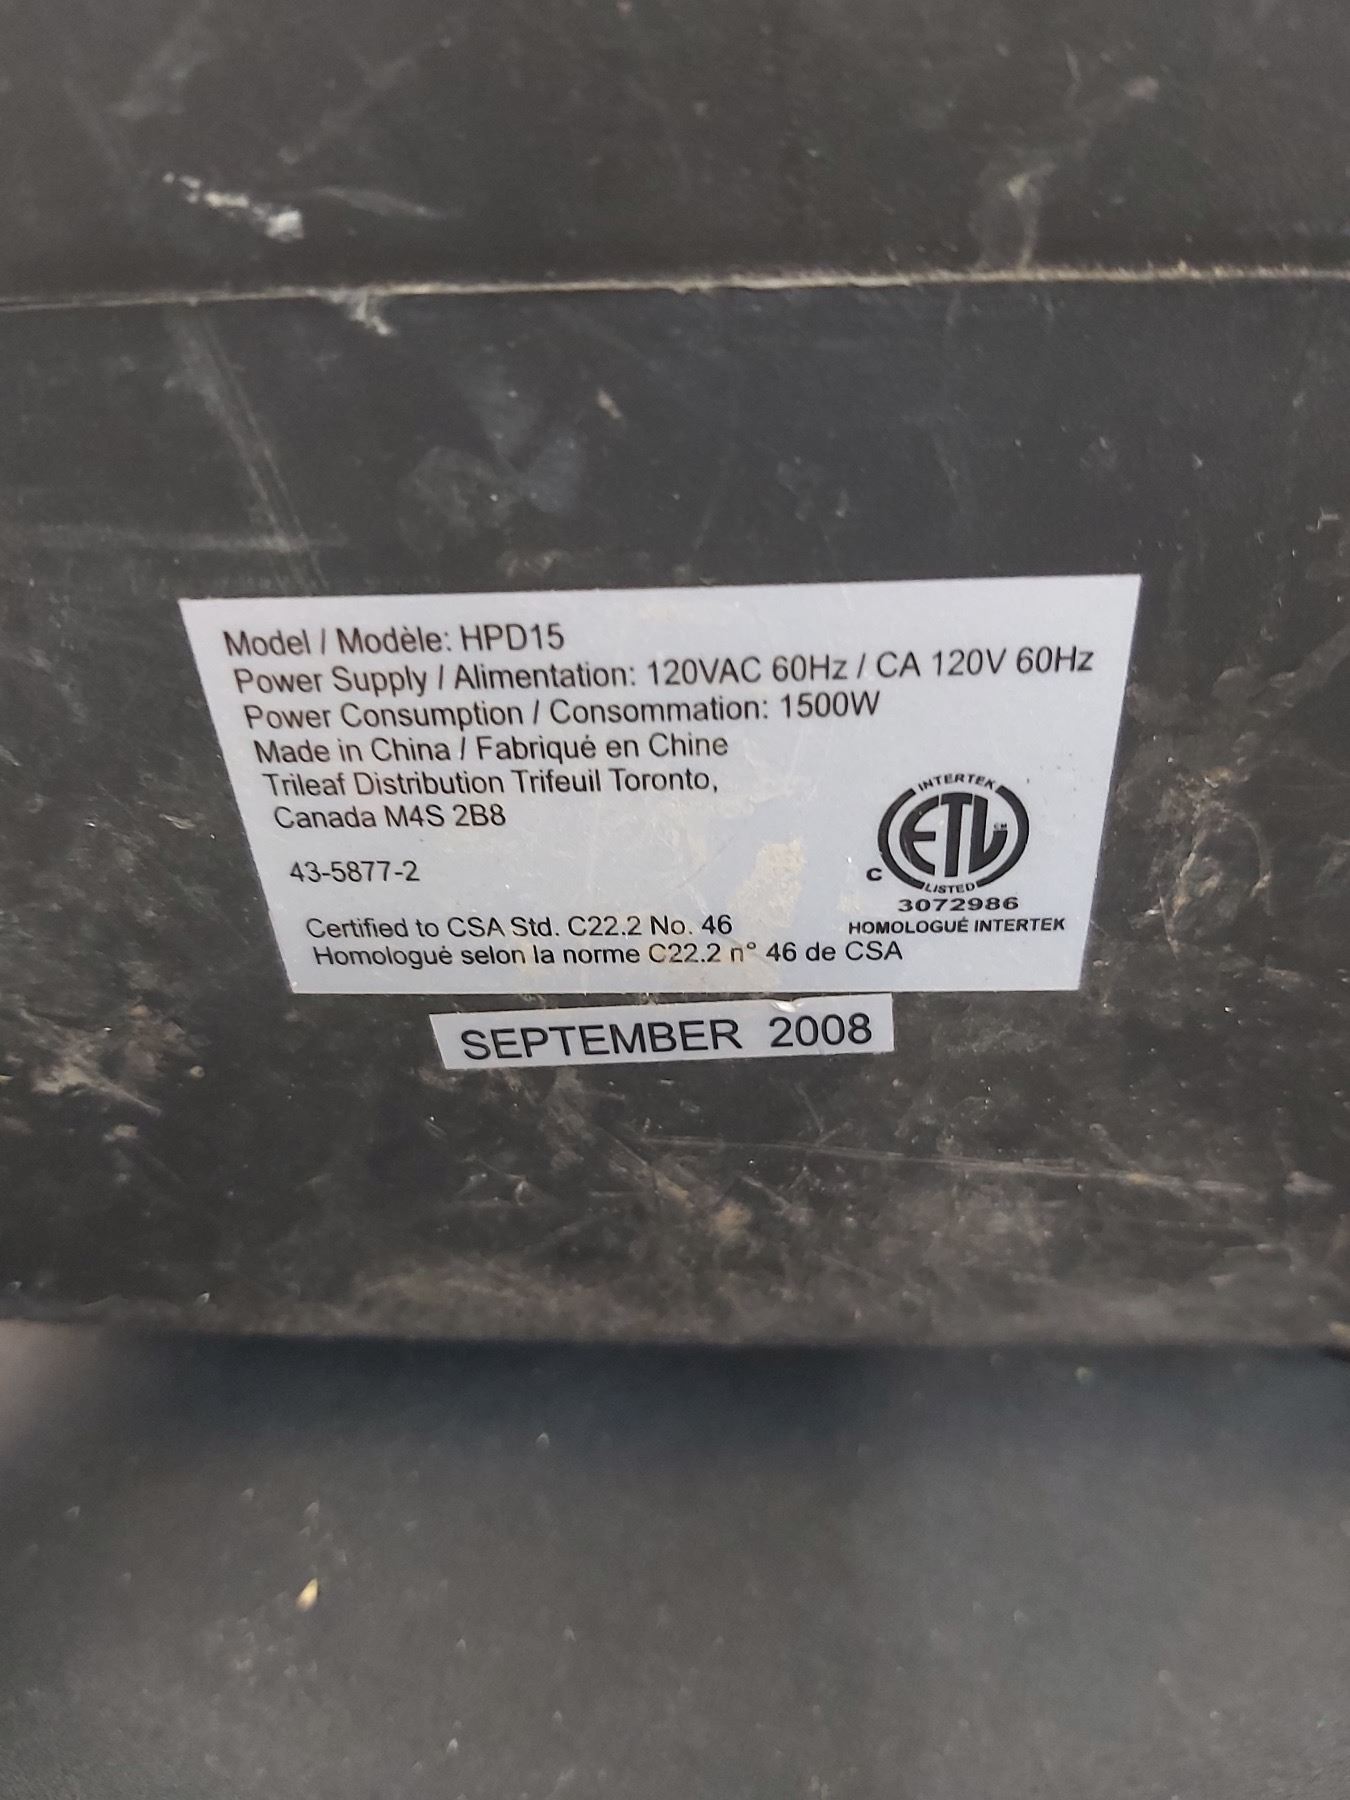 Model / Modèle: HPD15
Power Supply / Alimentation: 120VAC 60Hz / CA 120V 60Hz
Power Consumption / Consommation: 1500W
Made in China / Fabriqué en Chine
Trileaf Distribution Trifeuil Toronto,
Canada M4S 2B8
43-5877-2
INTERTEK
ETL CM
C
LISTED
3072986
HOMOLOGUÉ INTERTEK
Certified to CSA Std. C22.2 No. 46
Homologué selon la norme C22.2 n° 46 de CSA
SEPTEMBER 2008